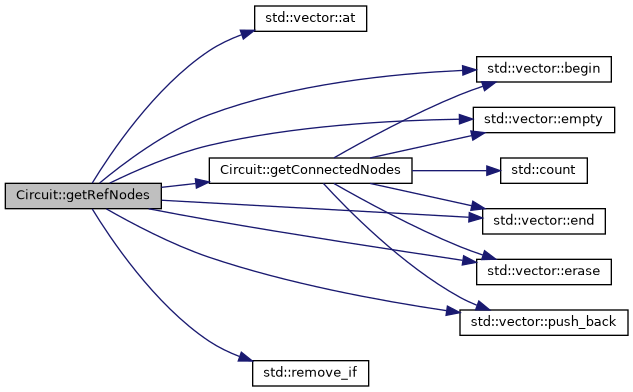 std::vector::at
std::vector::begin
std::vector::empty
Circuit::getConnectedNodes
std::count
Circuit::getRefNodes
std::vector::end
std::vector::erase
std::vector::push_back
std::remove_if